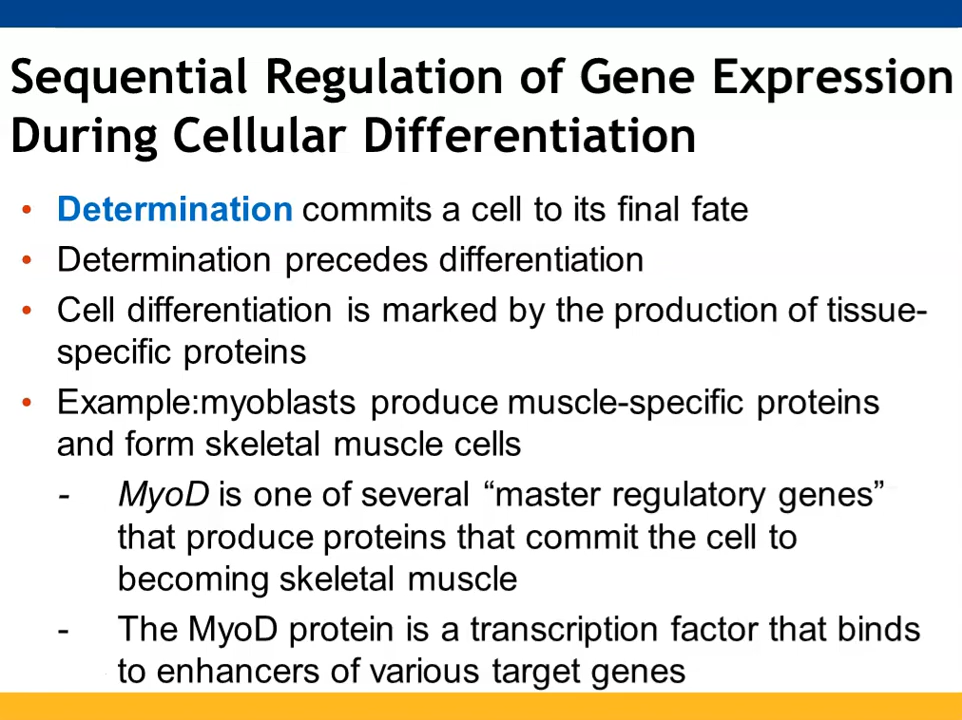 Sequential Regulation of Gene Expression
During Cellular Differentiation
• Determination commits a cell to its final fate
• Determination precedes differentiation
• Cell differentiation is marked by the production of tissue-
specific proteins
• Example:myoblasts produce muscle-specific proteins
and form skeletal muscle cells
- MyoD is one of several “master regulatory genes”
that produce proteins that commit the cell to
becoming skeletal muscle
- The MyoD protein is a transcription factor that binds
to enhancers of various target genes